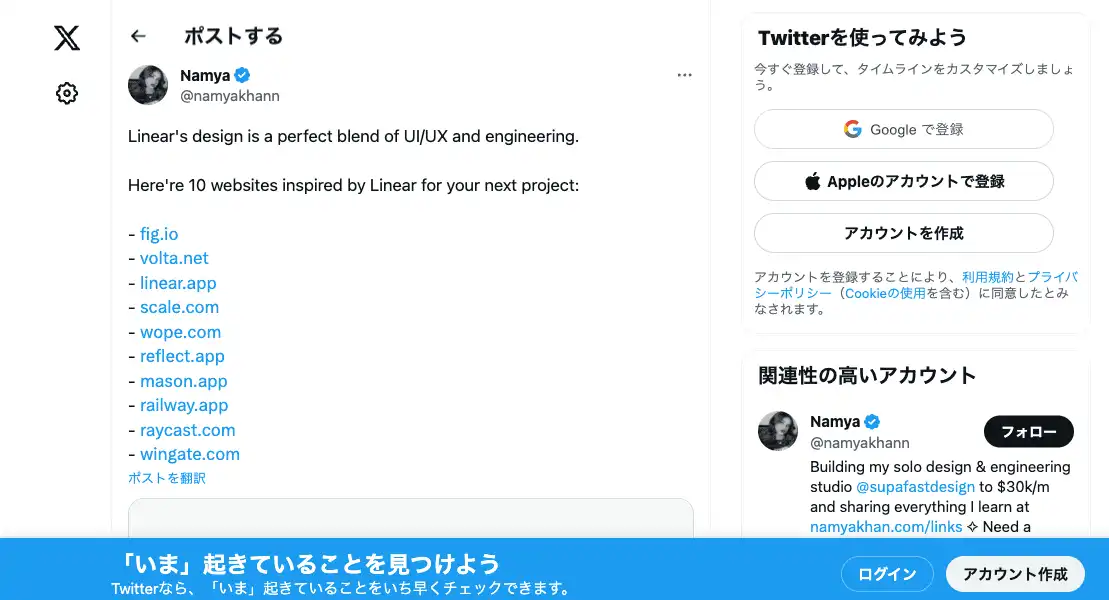 ポストする
Namya
@namyakhann
Linear's design is a perfect blend of UI/UX and engineering.
Here're 10 websites inspired by Linear for your next project:
- fig.io
- volta.net
- linear.app
- scale.com
- wope.com
- reflect.app
- mason.app
- railway.app
- raycast.com
- wingate.com
ポストを翻訳
Twitterを使ってみよう
今すぐ登録して、タイムラインをカスタマイズしましょ
う。
Google で登録
Appleのアカウントで登録
アカウントを作成
アカウントを登録することにより、利用規約とプライバ
シーポリシー（Cookieの使用を含む）に同意したとみ
なされます。
関連性の高いアカウント
Namya
@namyakhann
フォロー
Building my solo design & engineering
studio @supafastdesign to $30k/m
and sharing everything I learn at
namyakhan.com/links ✧ Need a
「いま」起きていることを見つけよう
Twitterなら、「いま」起きていることをいち早くチェックできます。
ログイン
アカウント作成